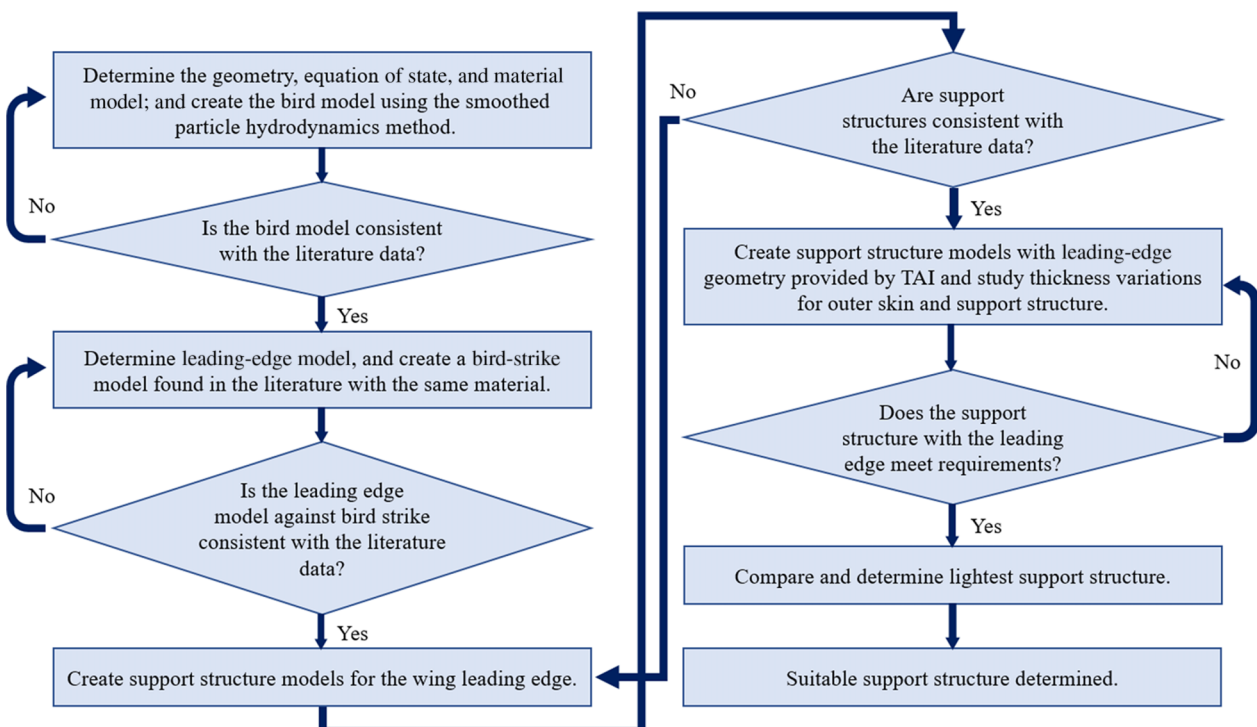 Determine the geometry, equation of state, and material
model; and create the bird model using the smoothed
particle hydrodynamics method.
No
Is the bird model consistent
with the literature data?
Yes
Determine leading-edge model, and create a bird-strike
model found in the literature with the same material.
No
Is the leading edge
model against bird strike
consistent with the literature
data?
Yes
Create support structure models for the wing leading edge.
No
Are support
structures consistent with
the literature data?
Yes
Create support structure models with leading-edge
geometry provided by TAI and study thickness variations
for outer skin and support structure.
No
Does the support
structure with the leading
edge meet requirements?
Yes
Compare and determine lightest support structure.
Suitable support structure determined.